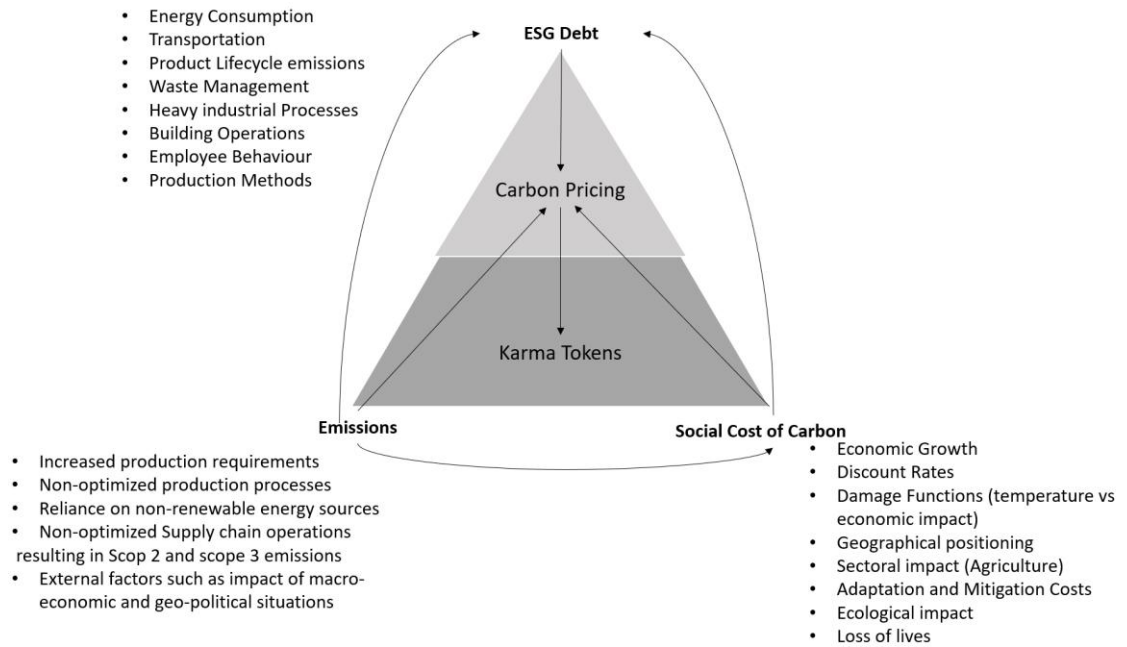 • Energy Consumption
• Transportation
• Product Lifecycle emissions
• Waste Management
• Heavy industrial Processes
• Building Operations
• Employee Behaviour
• Production Methods
ESG Debt
Carbon Pricing
Karma Tokens
Emissions
• Increased production requirements
• Non-optimized production processes
• Reliance on non-renewable energy sources
• Non-optimized Supply chain operations
resulting in Scop 2 and scope 3 emissions
• External factors such as impact of macro-
economic and geo-political situations
Social Cost of Carbon
• Economic Growth
• Discount Rates
• Damage Functions (temperature vs
economic impact)
• Geographical positioning
• Sectoral impact (Agriculture)
• Adaptation and Mitigation Costs
• Ecological impact
• Loss of lives